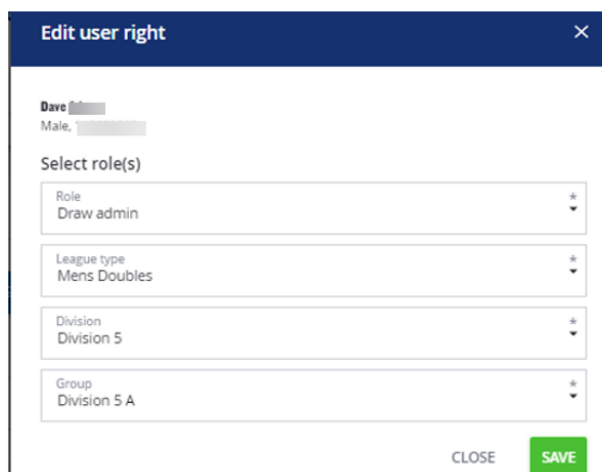 Edit user right
Dave
Male,
Select role(s)
Role *
Draw admin
League type *
Mens Doubles
Division *
Division 5
Group *
Division 5 A
CLOSE SAVE